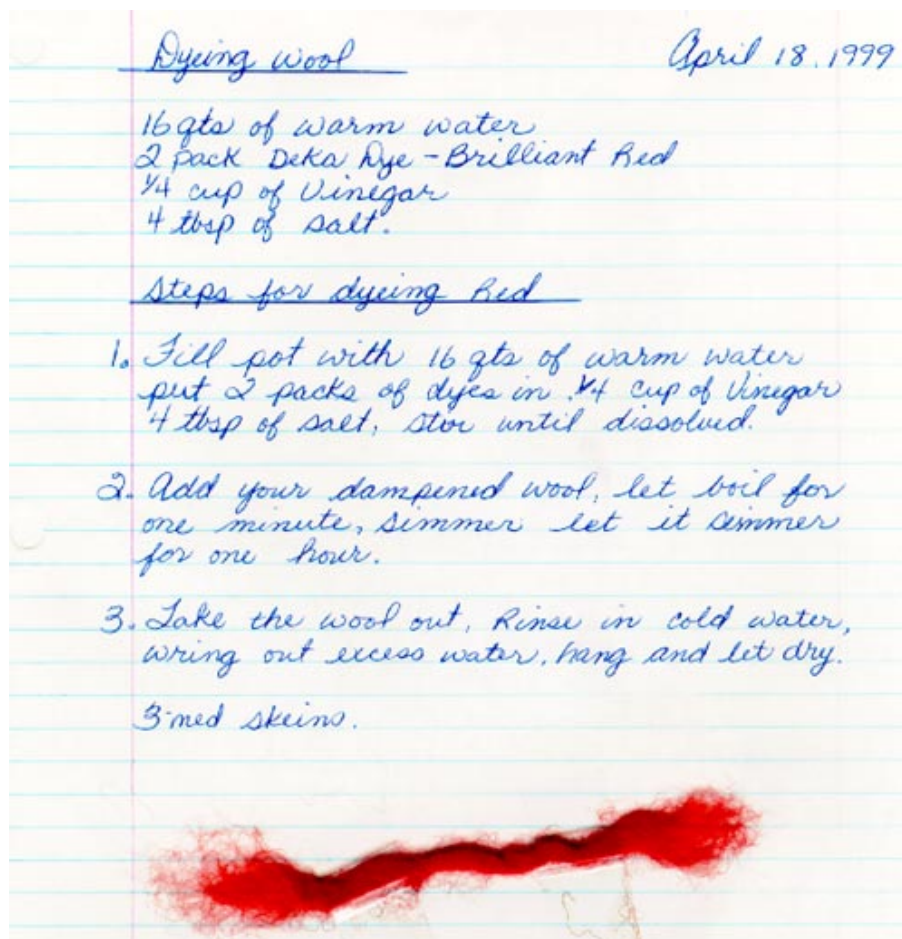 Dyeing wool April 18, 1999
16 qts of warm water
2 pack Deka Dye - Brilliant Red
1/4 cup of Vinegar
4 tbsp of salt.
Steps for dyeing Red
1. Fill pot with 16 qts of warm water
put 2 packs of dyes in. 1/4 cup of Vinegar
4 tbsp of salt, stir until dissolved.
2. Add your dampened wool, let boil for
one minute, simmer let it simmer
for one hour.
3. Take the wool out, Rinse in cold water,
wring out excess water, hang and let dry.
3-med skeins.